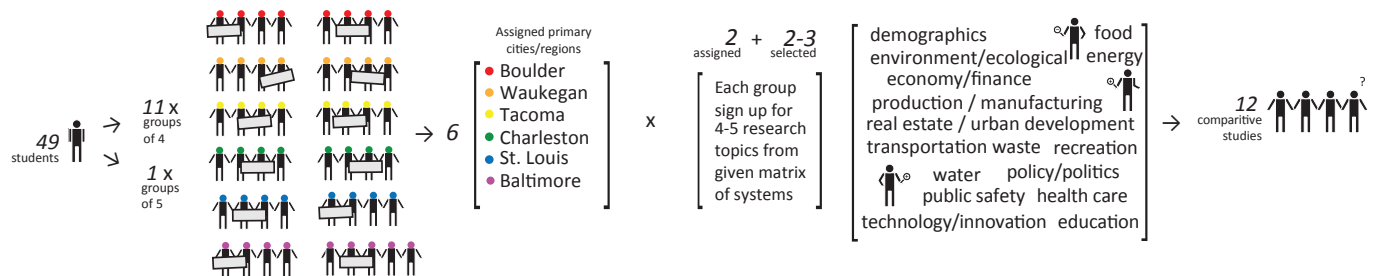 49
students
11 x
groups
of 4
1 x
groups
of 5
6
Assigned primary
cities/regions
Boulder
Waukegan
Tacoma
Charleston
St. Louis
Baltimore
x
2 + 2-3
assigned selected
Each group
sign up for
4-5 research
topics from
given matrix
of systems
demographics food
environment/ecological energy
economy/finance
production / manufacturing
real estate / urban development
transportation waste recreation
water policy/politics
public safety health care
technology/innovation education
12
comparitive
studies
?